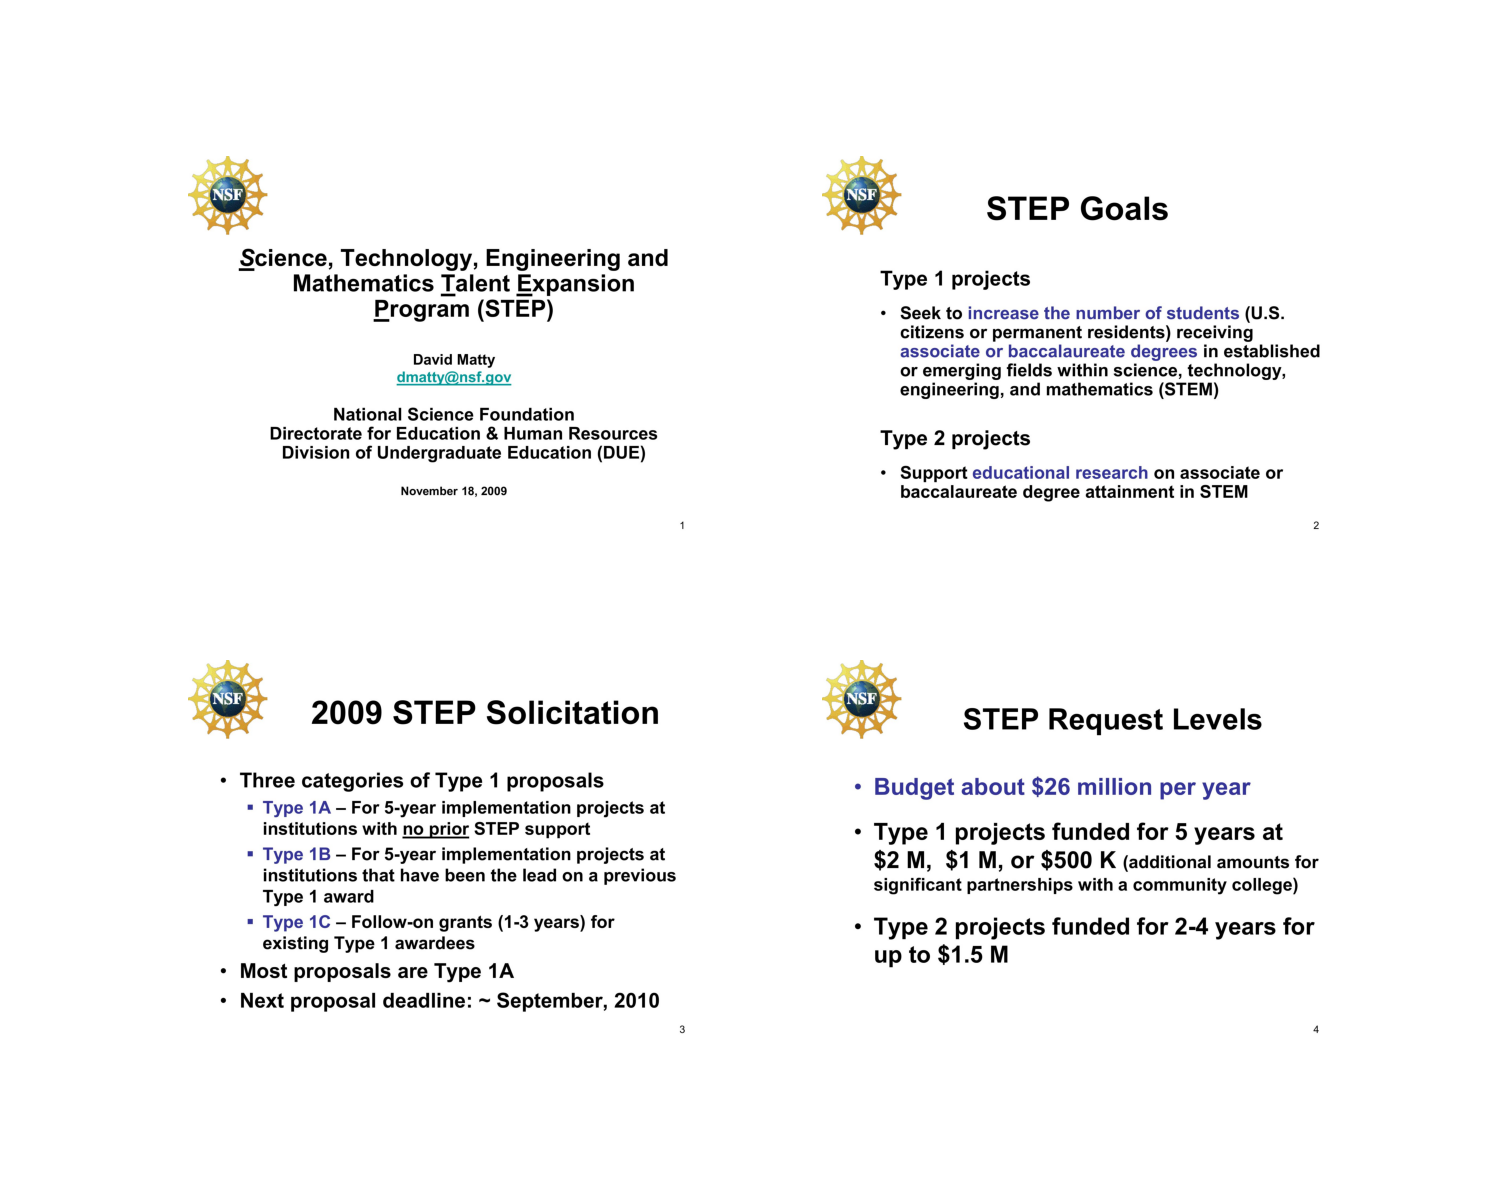 NSF
Science, Technology, Engineering and
Mathematics Talent Expansion
Program (STEP)
David Matty
dmatty@nsf.gov
National Science Foundation
Directorate for Education & Human Resources
Division of Undergraduate Education (DUE)
November 18, 2009
1
NSF
STEP Goals
Type 1 projects
• Seek to increase the number of students (U.S.
citizens or permanent residents) receiving
associate or baccalaureate degrees in established
or emerging fields within science, technology,
engineering, and mathematics (STEM)
Type 2 projects
• Support educational research on associate or
baccalaureate degree attainment in STEM
2
NSF
2009 STEP Solicitation
• Three categories of Type 1 proposals
▪ Type 1A – For 5-year implementation projects at
institutions with no prior STEP support
▪ Type 1B – For 5-year implementation projects at
institutions that have been the lead on a previous
Type 1 award
▪ Type 1C – Follow-on grants (1-3 years) for
existing Type 1 awardees
• Most proposals are Type 1A
• Next proposal deadline: ~ September, 2010
3
NSF
STEP Request Levels
• Budget about $26 million per year
• Type 1 projects funded for 5 years at
$2 M, $1 M, or $500 K (additional amounts for
significant partnerships with a community college)
• Type 2 projects funded for 2-4 years for
up to $1.5 M
4